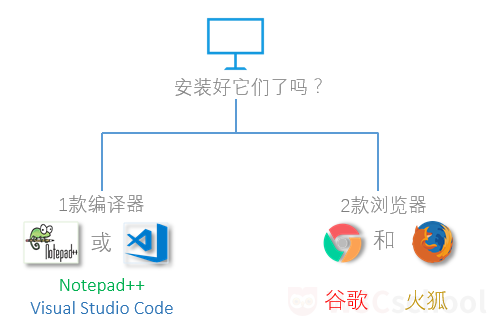 安装好它们了吗？
1款编译器
2款浏览器
Notepad++
或
和
Notepad++
Visual Studio Code
谷歌
火狐